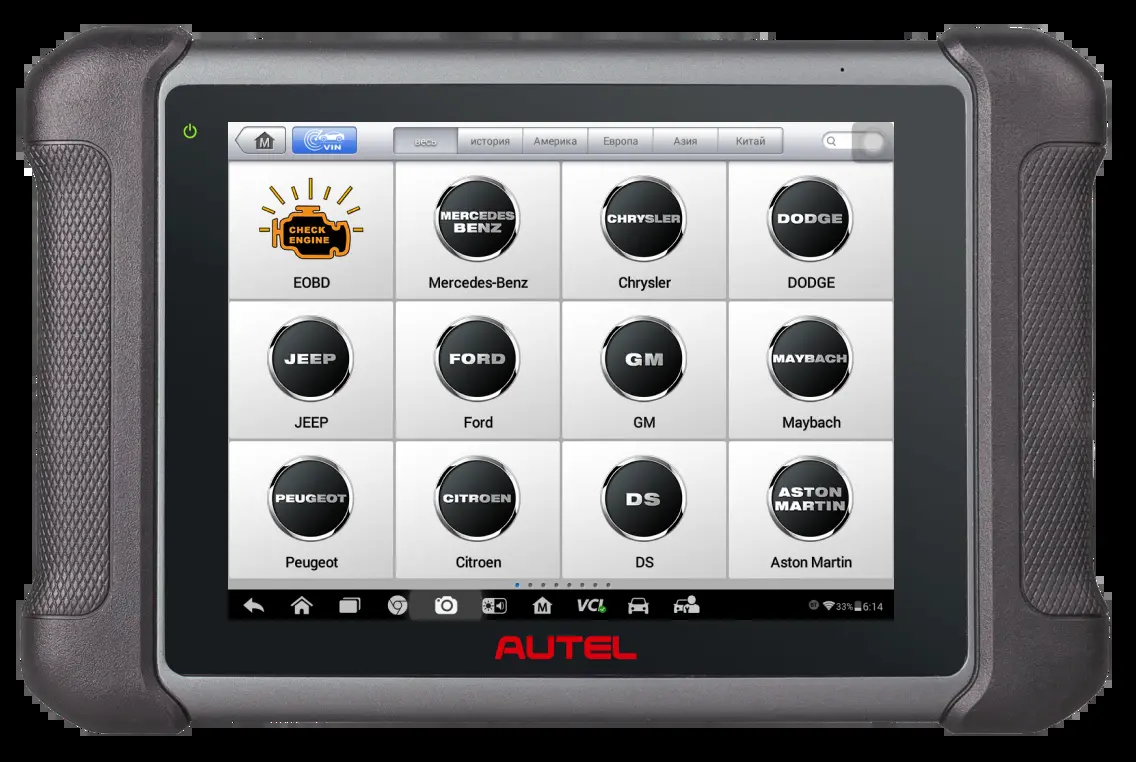 M
VIN
весь
история
Америка
Европа
Азия
Китай
CHECK
ENGINE
EOBD
MERCEDES
BENZ
Mercedes-Benz
CHRYSLER
Chrysler
DODGE
DODGE
JEEP
JEEP
FORD
Ford
GM
GM
MAYBACH
Maybach
PEUGEOT
Peugeot
CITROEN
Citroen
DS
DS
ASTON
MARTIN
Aston Martin
M
VCI
33%
6:14
AUTEL